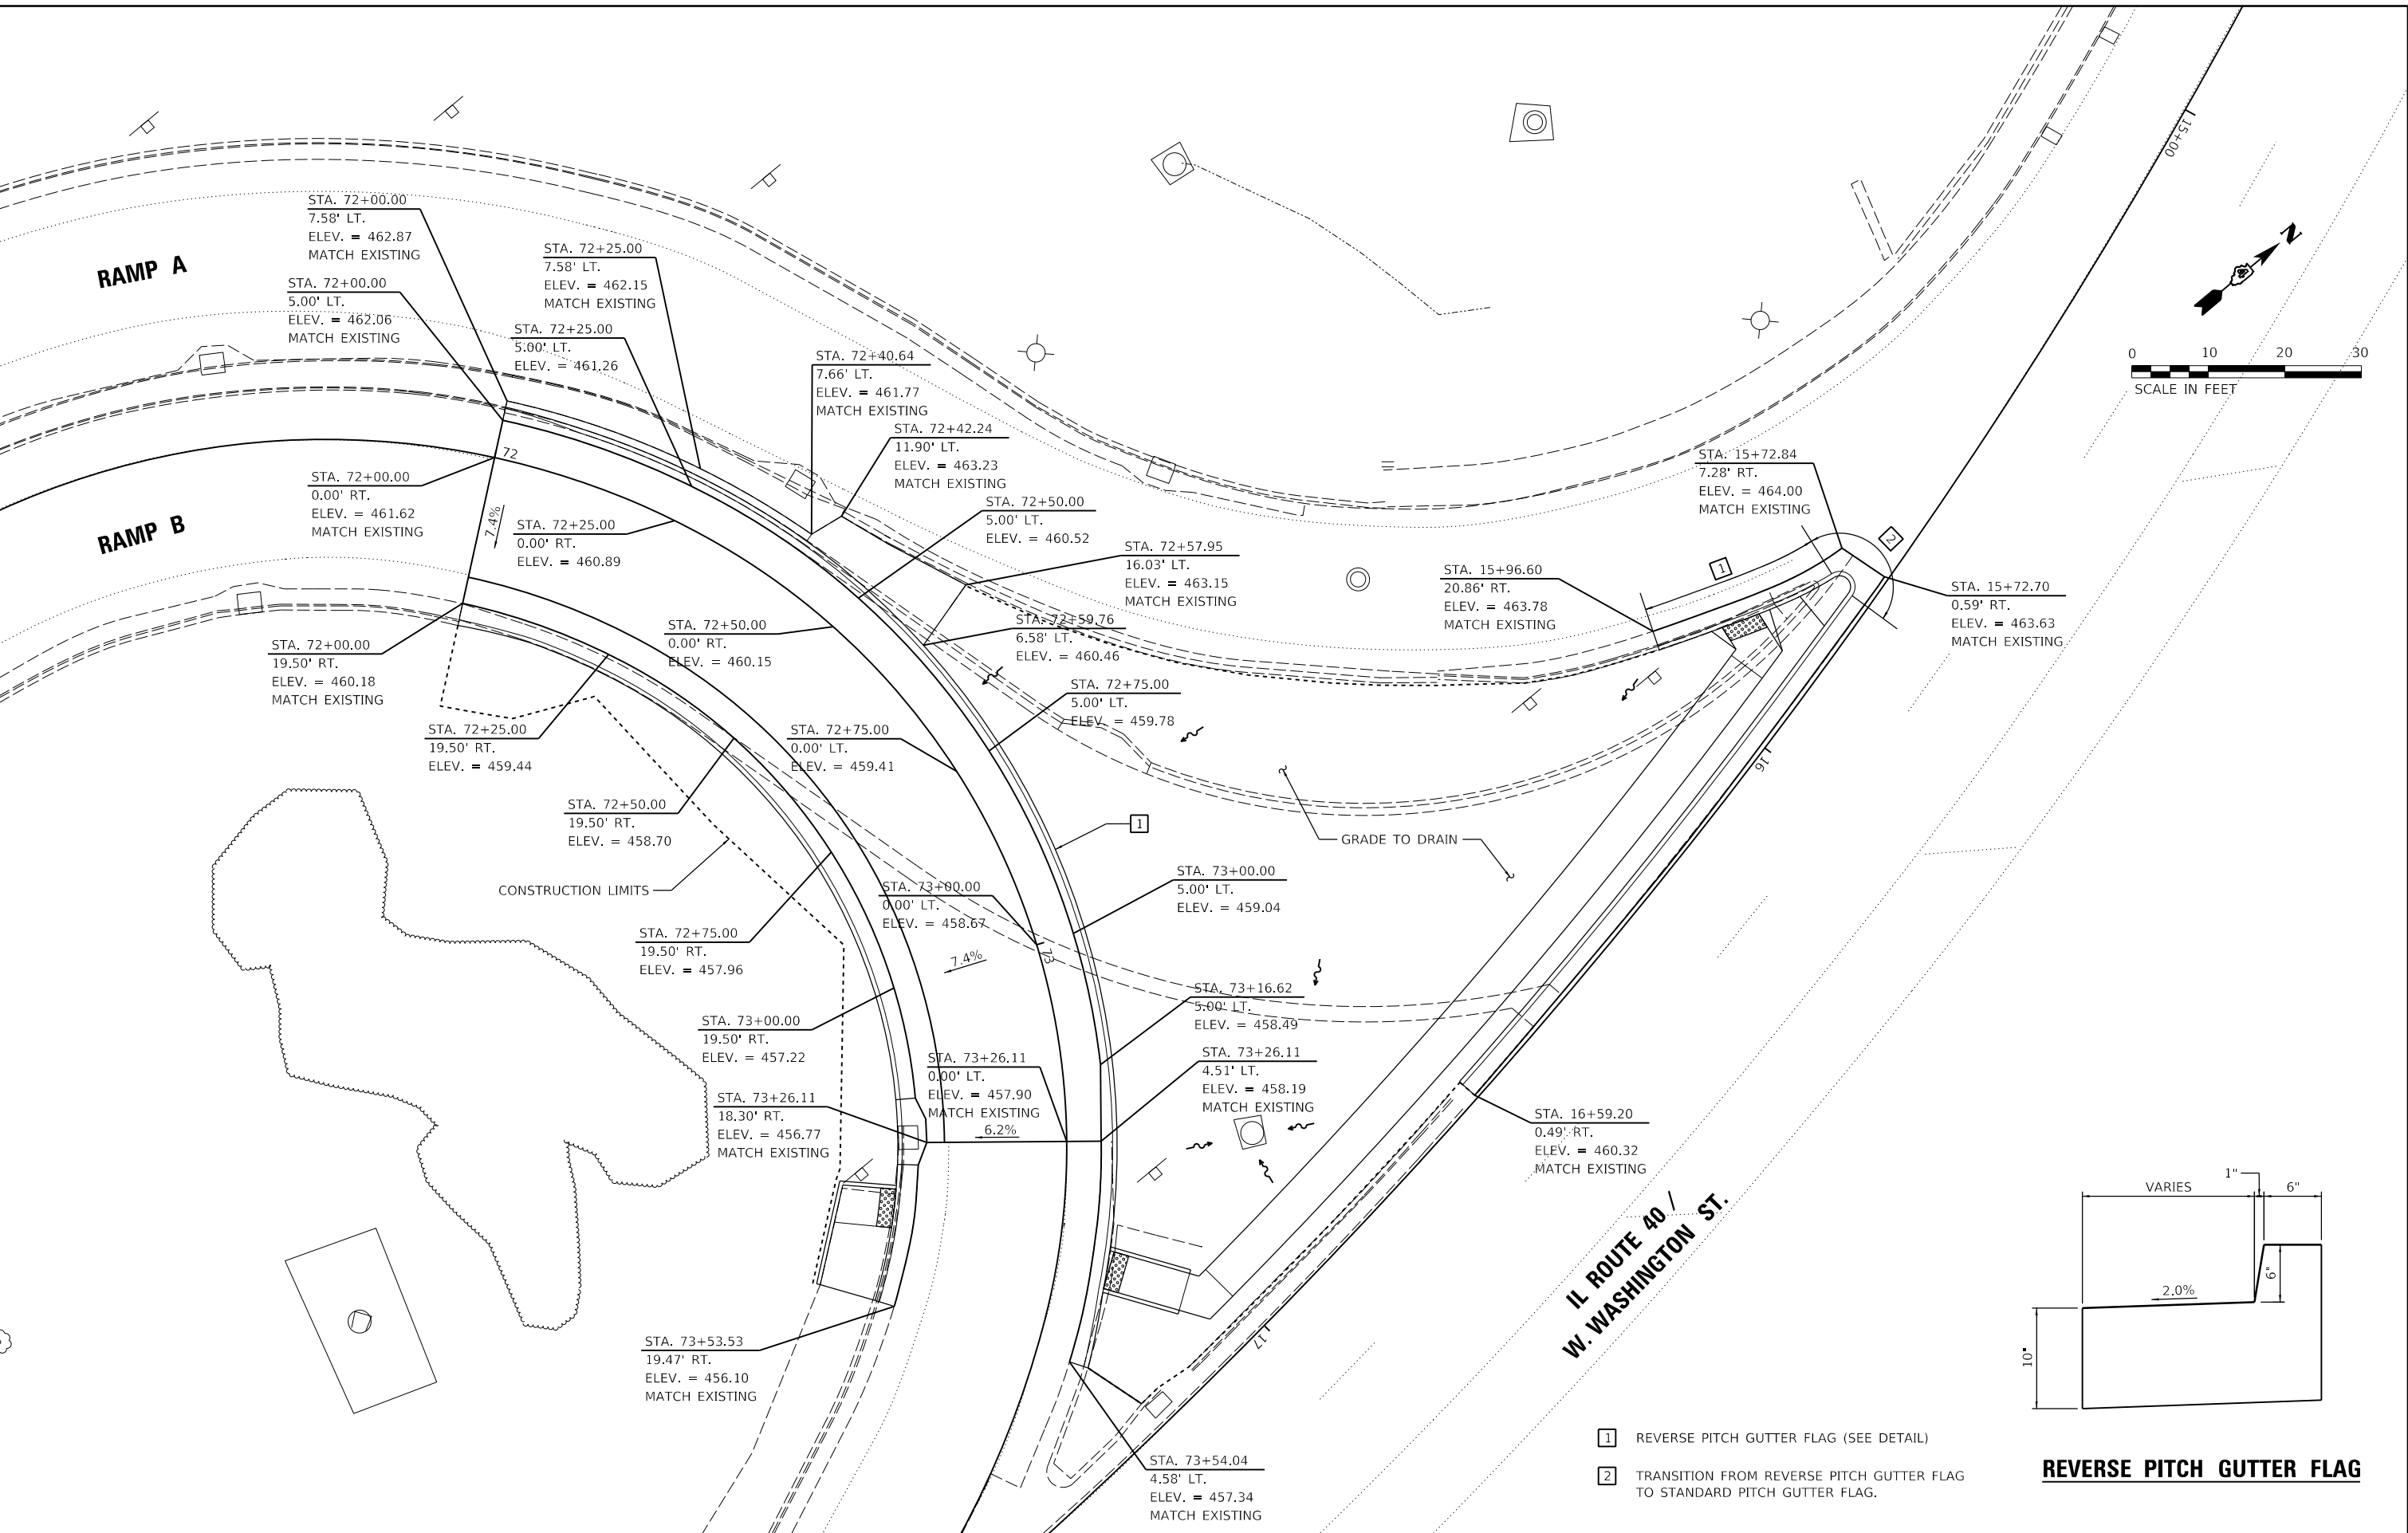 15+00
N
0 10 20 30
SCALE IN FEET
STA. 72+00.00
7.58' LT.
ELEV. = 462.87
MATCH EXISTING
RAMP A
STA. 72+00.00
5.00' LT.
ELEV. = 462.06
MATCH EXISTING
STA. 72+25.00
7.58' LT.
ELEV. = 462.15
MATCH EXISTING
STA. 72+25.00
5.00' LT.
ELEV. = 461.26
STA. 72+40.64
7.66' LT.
ELEV. = 461.77
MATCH EXISTING
STA. 72+42.24
11.90' LT.
ELEV. = 463.23
MATCH EXISTING
72
STA. 72+00.00
0.00' RT.
ELEV. = 461.62
MATCH EXISTING
RAMP B
7.4%
STA. 72+25.00
0.00' RT.
ELEV. = 460.89
STA. 72+50.00
5.00' LT.
ELEV. = 460.52
STA. 72+57.95
16.03' LT.
ELEV. = 463.15
MATCH EXISTING
STA. 15+72.84
7.28' RT.
ELEV. = 464.00
MATCH EXISTING
2
1
STA. 15+96.60
20.86' RT.
ELEV. = 463.78
MATCH EXISTING
STA. 15+72.70
0.59' RT.
ELEV. = 463.63
MATCH EXISTING
STA. 72+00.00
19.50' RT.
ELEV. = 460.18
MATCH EXISTING
STA. 72+50.00
0.00' RT.
ELEV. = 460.15
STA. 72+59.76
6.58' LT.
ELEV. = 460.46
STA. 72+75.00
5.00' LT.
ELEV. = 459.78
STA. 72+25.00
19.50' RT.
ELEV. = 459.44
STA. 72+75.00
0.00' LT.
ELEV. = 459.41
16
STA. 72+50.00
19.50' RT.
ELEV. = 458.70
1
GRADE TO DRAIN
CONSTRUCTION LIMITS
STA. 73+00.00
0.00' LT.
ELEV. = 458.67
STA. 73+00.00
5.00' LT.
ELEV. = 459.04
STA. 72+75.00
19.50' RT.
ELEV. = 457.96
7.4%
73
STA. 73+16.62
5.00' LT.
ELEV. = 458.49
STA. 73+00.00
19.50' RT.
ELEV. = 457.22
STA. 73+26.11
0.00' LT.
ELEV. = 457.90
MATCH EXISTING
6.2%
STA. 73+26.11
4.51' LT.
ELEV. = 458.19
MATCH EXISTING
STA. 73+26.11
18.30' RT.
ELEV. = 456.77
MATCH EXISTING
STA. 16+59.20
0.49' RT.
ELEV. = 460.32
MATCH EXISTING
IL ROUTE 40 /
W. WASHINGTON ST.
17
STA. 73+53.53
19.47' RT.
ELEV. = 456.10
MATCH EXISTING
STA. 73+54.04
4.58' LT.
ELEV. = 457.34
MATCH EXISTING
VARIES
1"
6"
6"
2.0%
10"
1 REVERSE PITCH GUTTER FLAG (SEE DETAIL)
2 TRANSITION FROM REVERSE PITCH GUTTER FLAG
TO STANDARD PITCH GUTTER FLAG.
REVERSE PITCH GUTTER FLAG